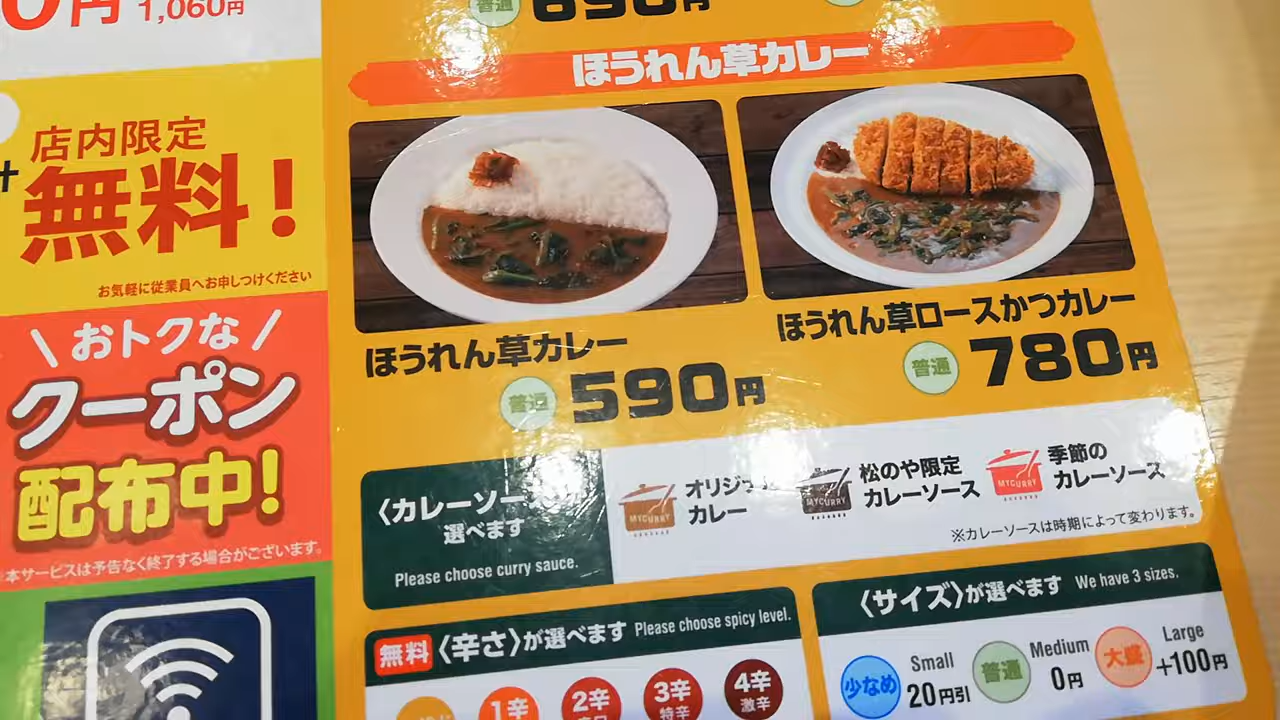 円 1,060円
店内限定
無料!
お気軽に従業員へお申しつけください
\ おトクな /
クーポン
配布中!
本サービスは予告なく終了する場合がございます。
普通 690円
ほうれん草カレー
ほうれん草カレー
普通 590円
ほうれん草ロースかつカレー
普通 780円
〈カレーソー
選べます
Please choose curry sauce.
MYCURRY
オリジナル
カレー
MYCURRY
松のや限定
カレーソース
MYCURRY
季節の
カレーソース
※カレーソースは時期によって変わります。
無料 〈辛さ〉が選べます Please choose spicy level.
1辛
2辛
3辛
特辛
4辛
激辛
〈サイズ〉が選べます We have 3 sizes.
少なめ Small
20円引
普通 Medium
0円
大盛 Large
+100円